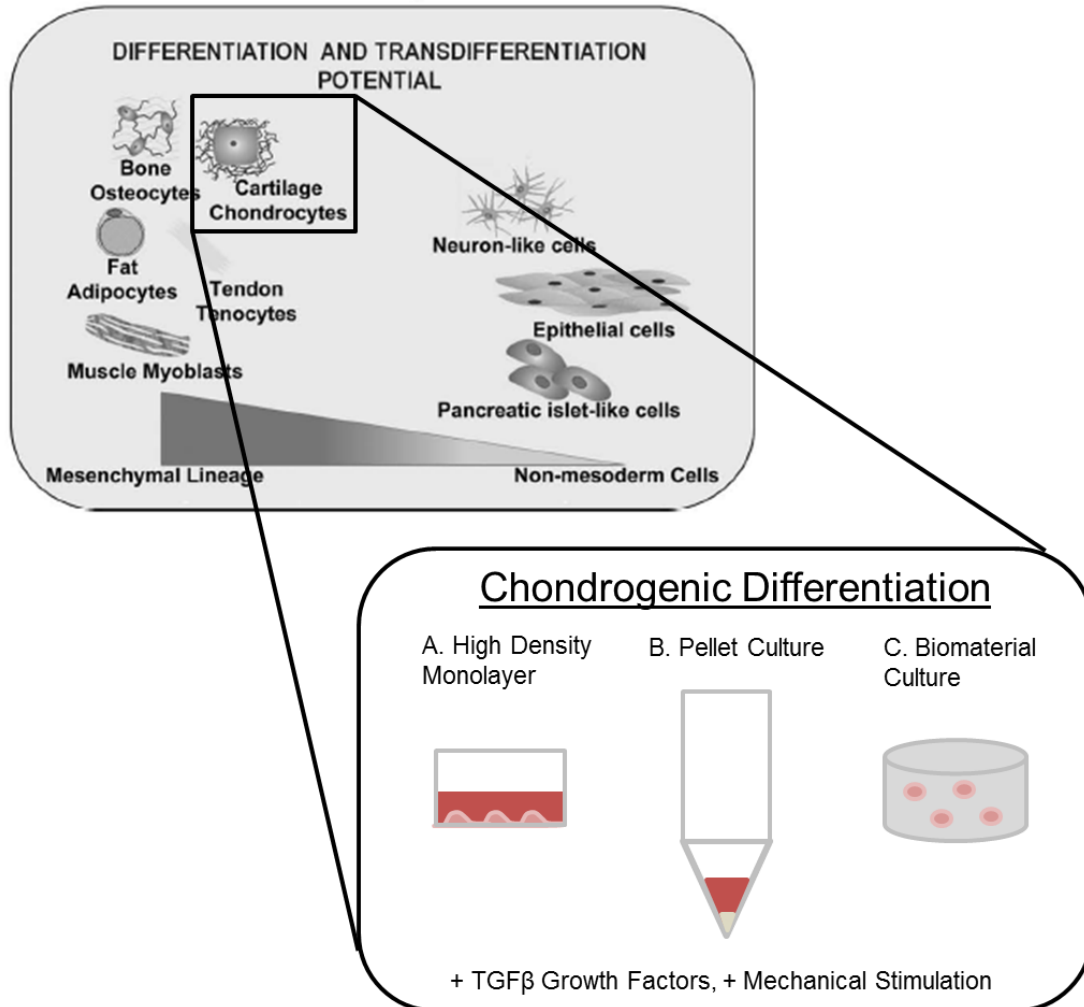 DIFFERENTIATION AND TRANSDIFFERENTIATION
POTENTIAL
Bone
Osteocytes
Cartilage
Chondrocytes
Fat
Adipocytes
Tendon
Tenocytes
Muscle Myoblasts
Neuron-like cells
Epithelial cells
Pancreatic islet-like cells
Mesenchymal Lineage
Non-mesoderm Cells
Chondrogenic Differentiation
A. High Density
Monolayer
B. Pellet Culture
C. Biomaterial
Culture
+ TGFβ Growth Factors, + Mechanical Stimulation